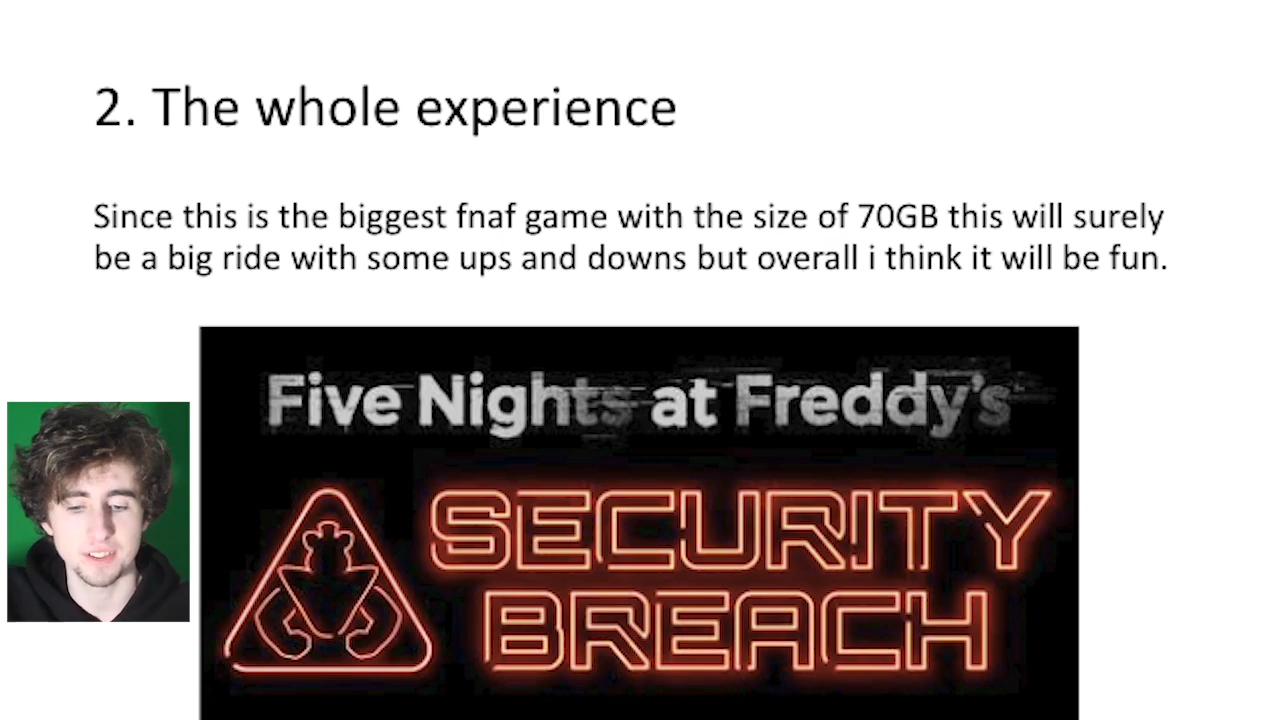 2. The whole experience
Since this is the biggest fnaf game with the size of 70GB this will surely
be a big ride with some ups and downs but overall i think it will be fun.
Five Nights at Freddy's
SECURITY
BREACH